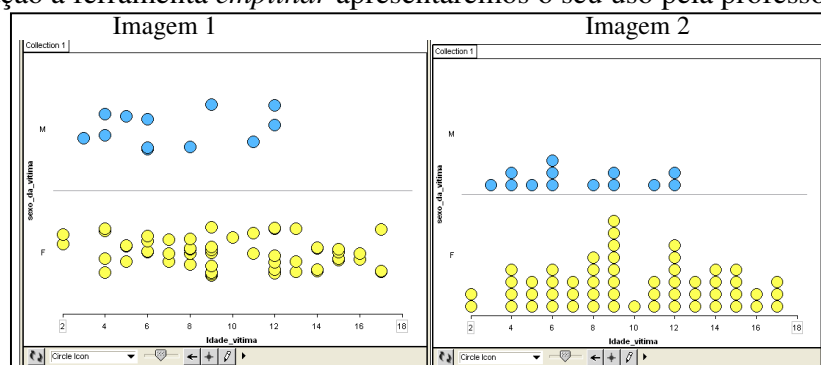 ção à ferramenta empilhar apresentaremos o seu uso pela professo
Imagem 1
Imagem 2
Collection 1
M
sexo_da_vitima
F
2 4 6 8 10 12 14 16 18
Idade_vitima
Circle Icon
Collection 1
M
sexo_da_vitima
F
2 4 6 8 10 12 14 16 18
Idade_vitima
Circle Icon